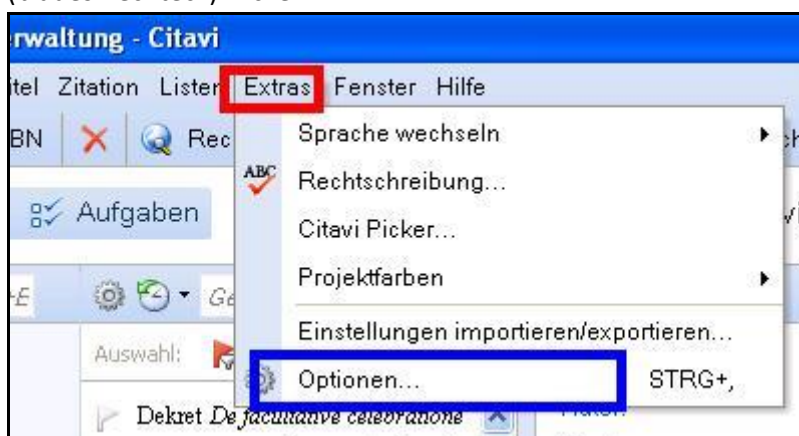 rwaltung - Citavi
itel Zitation Listen Extras Fenster Hilfe
BN Rec
Sprache wechseln
ABC Rechtschreibung...
Aufgaben
Citavi Picker...
Projektfarben
Einstellungen importieren/exportieren...
Auswahl:
Optionen... STRG+,
Dekret De facultative celebratione